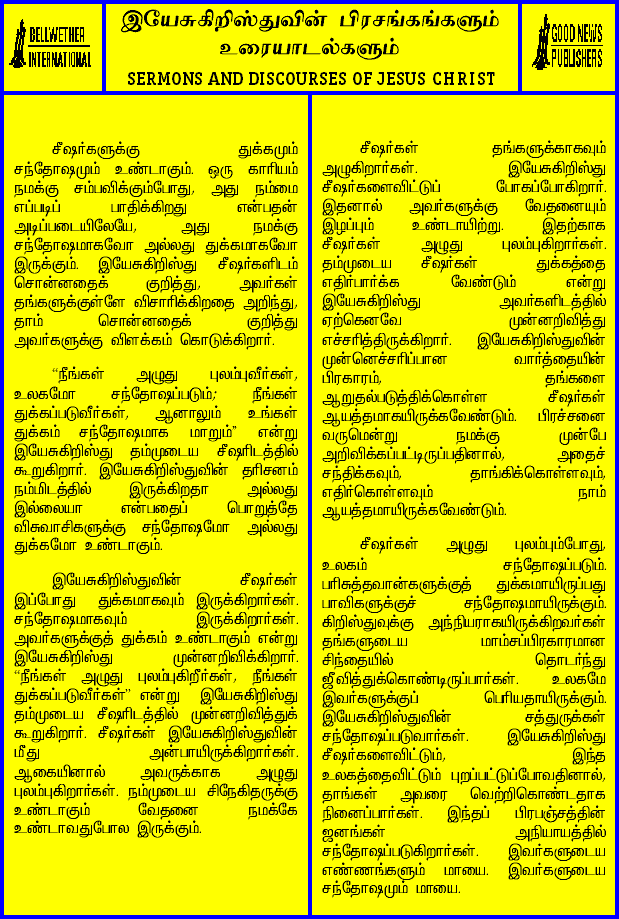 BELLWETHER
INTERNATIONAL
இயேசுகிறிஸ்துவின் பிரசங்கங்களும்
உரையாடல்களும்
SERMONS AND DISCOURSES OF JESUS CHRIST
GOOD NEWS
PUBLISHERS
சீஷர்களுக்கு துக்கமும்
சந்தோஷமும் உண்டாகும். ஒரு காரியம்
நமக்கு சம்பவிக்கும்போது, அது நம்மை
எப்படிப் பாதிக்கிறது என்பதன்
அடிப்படையிலேயே, அது நமக்கு
சந்தோஷமாகவோ அல்லது துக்கமாகவோ
இருக்கும். இயேசுகிறிஸ்து சீஷர்களிடம்
சொன்னதைக் குறித்து, அவர்கள்
தங்களுக்குள்ளே விசாரிக்கிறதை அறிந்து,
தாம் சொன்னதைக் குறித்து
அவர்களுக்கு விளக்கம் கொடுக்கிறார்.
“நீங்கள் அழுது புலம்புவீர்கள்,
உலகமோ சந்தோஷப்படும்; நீங்கள்
துக்கப்படுவீர்கள், ஆனாலும் உங்கள்
துக்கம் சந்தோஷமாக மாறும்” என்று
இயேசுகிறிஸ்து தம்முடைய சீஷரிடத்தில்
கூறுகிறார். இயேசுகிறிஸ்துவின் தரிசனம்
நம்மிடத்தில் இருக்கிறதா அல்லது
இல்லையா என்பதைப் பொறுத்தே
விசுவாசிகளுக்கு சந்தோஷமோ அல்லது
துக்கமோ உண்டாகும்.
இயேசுகிறிஸ்துவின் சீஷர்கள்
இப்போது துக்கமாகவும் இருக்கிறார்கள்.
சந்தோஷமாகவும் இருக்கிறார்கள்.
அவர்களுக்குத் துக்கம் உண்டாகும் என்று
இயேசுகிறிஸ்து முன்னறிவிக்கிறார்.
“நீங்கள் அழுது புலம்புகிறீர்கள், நீங்கள்
துக்கப்படுவீர்கள்” என்று இயேசுகிறிஸ்து
தம்முடைய சீஷரிடத்தில் முன்னறிவித்துக்
கூறுகிறார். சீஷர்கள் இயேசுகிறிஸ்துவின்
மீது அன்பாயிருக்கிறார்கள்.
ஆகையினால் அவருக்காக அழுது
புலம்புகிறார்கள். நம்முடைய சிநேகிதருக்கு
உண்டாகும் வேதனை நமக்கே
உண்டாவதுபோல இருக்கும்.
சீஷர்கள் தங்களுக்காகவும்
அழுகிறார்கள். இயேசுகிறிஸ்து
சீஷர்களைவிட்டுப் போகப்போகிறார்.
இதனால் அவர்களுக்கு வேதனையும்
இழப்பும் உண்டாயிற்று. இதற்காக
சீஷர்கள் அழுது புலம்புகிறார்கள்.
தம்முடைய சீஷர்கள் துக்கத்தை
எதிர்பார்க்க வேண்டும் என்று
இயேசுகிறிஸ்து அவர்களிடத்தில்
ஏற்கெனவே முன்னறிவித்து
எச்சரித்திருக்கிறார். இயேசுகிறிஸ்துவின்
முன்னெச்சரிப்பான வார்த்தையின்
பிரகாரம், தங்களை
ஆறுதல்படுத்திக்கொள்ள சீஷர்கள்
ஆயத்தமாகயிருக்கவேண்டும். பிரச்சனை
வருமென்று நமக்கு முன்பே
அறிவிக்கப்பட்டிருப்பதினால், அதைச்
சந்திக்கவும், தாங்கிக்கொள்ளவும்,
எதிர்கொள்ளவும் நாம்
ஆயத்தமாயிருக்கவேண்டும்.
சீஷர்கள் அழுது புலம்பும்போது,
உலகம் சந்தோஷப்படும்.
பரிசுத்தவான்களுக்குத் துக்கமாயிருப்பது
பாவிகளுக்குச் சந்தோஷமாயிருக்கும்.
கிறிஸ்துவுக்கு அந்நியராகயிருக்கிறவர்கள்
தங்களுடைய மாம்சப்பிரகாரமான
சிந்தையில் தொடர்ந்து
ஜீவித்துக்கொண்டிருப்பார்கள். உலகமே
இவர்களுக்குப் பெரியதாயிருக்கும்.
இயேசுகிறிஸ்துவின் சத்துருக்கள்
சந்தோஷப்படுவார்கள். இயேசுகிறிஸ்து
சீஷர்களைவிட்டும், இந்த
உலகத்தைவிட்டும் புறப்பட்டுப்போவதினால்,
தாங்கள் அவரை வெற்றிகொண்டதாக
நினைப்பார்கள். இந்தப் பிரபஞ்சத்தின்
ஜனங்கள் அநியாயத்தில்
சந்தோஷப்படுகிறார்கள். இவர்களுடைய
எண்ணங்களும் மாயை. இவர்களுடைய
சந்தோஷமும் மாயை.